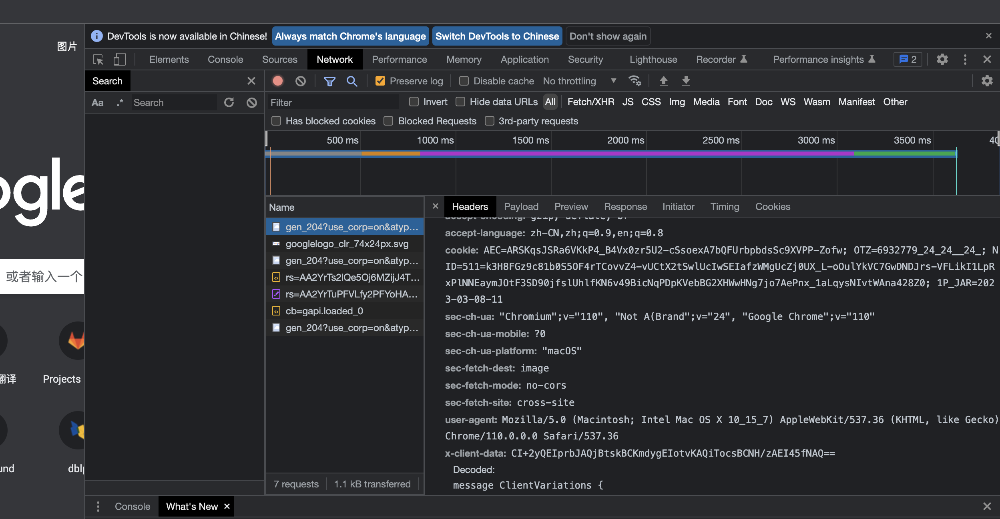 DevTools is now available in Chinese! Always match Chrome's language Switch DevTools to Chinese Don't show again
图片
Elements Console Sources Network Performance Memory Application Security Lighthouse Recorder Performance insights 2
Search
Preserve log Disable cache No throttling
Aa .* Search
Filter Invert Hide data URLs All Fetch/XHR JS CSS Img Media Font Doc WS Wasm Manifest Other
Has blocked cookies Blocked Requests 3rd-party requests
500 ms 1000 ms 1500 ms 2000 ms 2500 ms 3000 ms 3500 ms 40
ogle
或者输入一个
翻译 Projects
und dblp
Name
gen_204?use_corp=on&atyp...
googlelogo_clr_74x24px.svg
gen_204?use_corp=on&atyp...
rs=AA2YrTs2lQe5Oj6MZijJ4T...
rs=AA2YrTuPFVLfy2PFYoHA...
cb=gapi.loaded_0
gen_204?use_corp=on&atyp...
7 requests 1.1 kB transferred
Headers Payload Preview Response Initiator Timing Cookies
accept-encoding: gzip, deflate, br
accept-language: zh-CN,zh;q=0.9,en;q=0.8
cookie: AEC=ARSKqsJSRa6VKkP4_B4Vx0zr5U2-cSsoexA7bQFUrbpbdsSc9XVPP-Zofw; OTZ=6932779_24_24__24_; N
ID=511=k3H8FGz9c81b0S5OF4rTCovvZ4-vUCtX2tSwlUcIwSEIafzWMgUcZj0UX_L-oOulYkVC7GwDNDJrs-VFLikI1LpR
xPlNNEaymJOtF3SD90jfslUhlfKN6v49BicNqPDpKVebBG2XHWwHNg7jo7AePnx_1aLqysNIvtWAna428Z0; 1P_JAR=202
3-03-08-11
sec-ch-ua: "Chromium";v="110", "Not A(Brand";v="24", "Google Chrome";v="110"
sec-ch-ua-mobile: ?0
sec-ch-ua-platform: "macOS"
sec-fetch-dest: image
sec-fetch-mode: no-cors
sec-fetch-site: cross-site
user-agent: Mozilla/5.0 (Macintosh; Intel Mac OS X 10_15_7) AppleWebKit/537.36 (KHTML, like Gecko)
Chrome/110.0.0.0 Safari/537.36
x-client-data: CI+2yQEIprbJAQjBtskBCKmdygEIotvKAQiTocsBCNH/zAEI45fNAQ==
Decoded:
message ClientVariations {
Console What's New